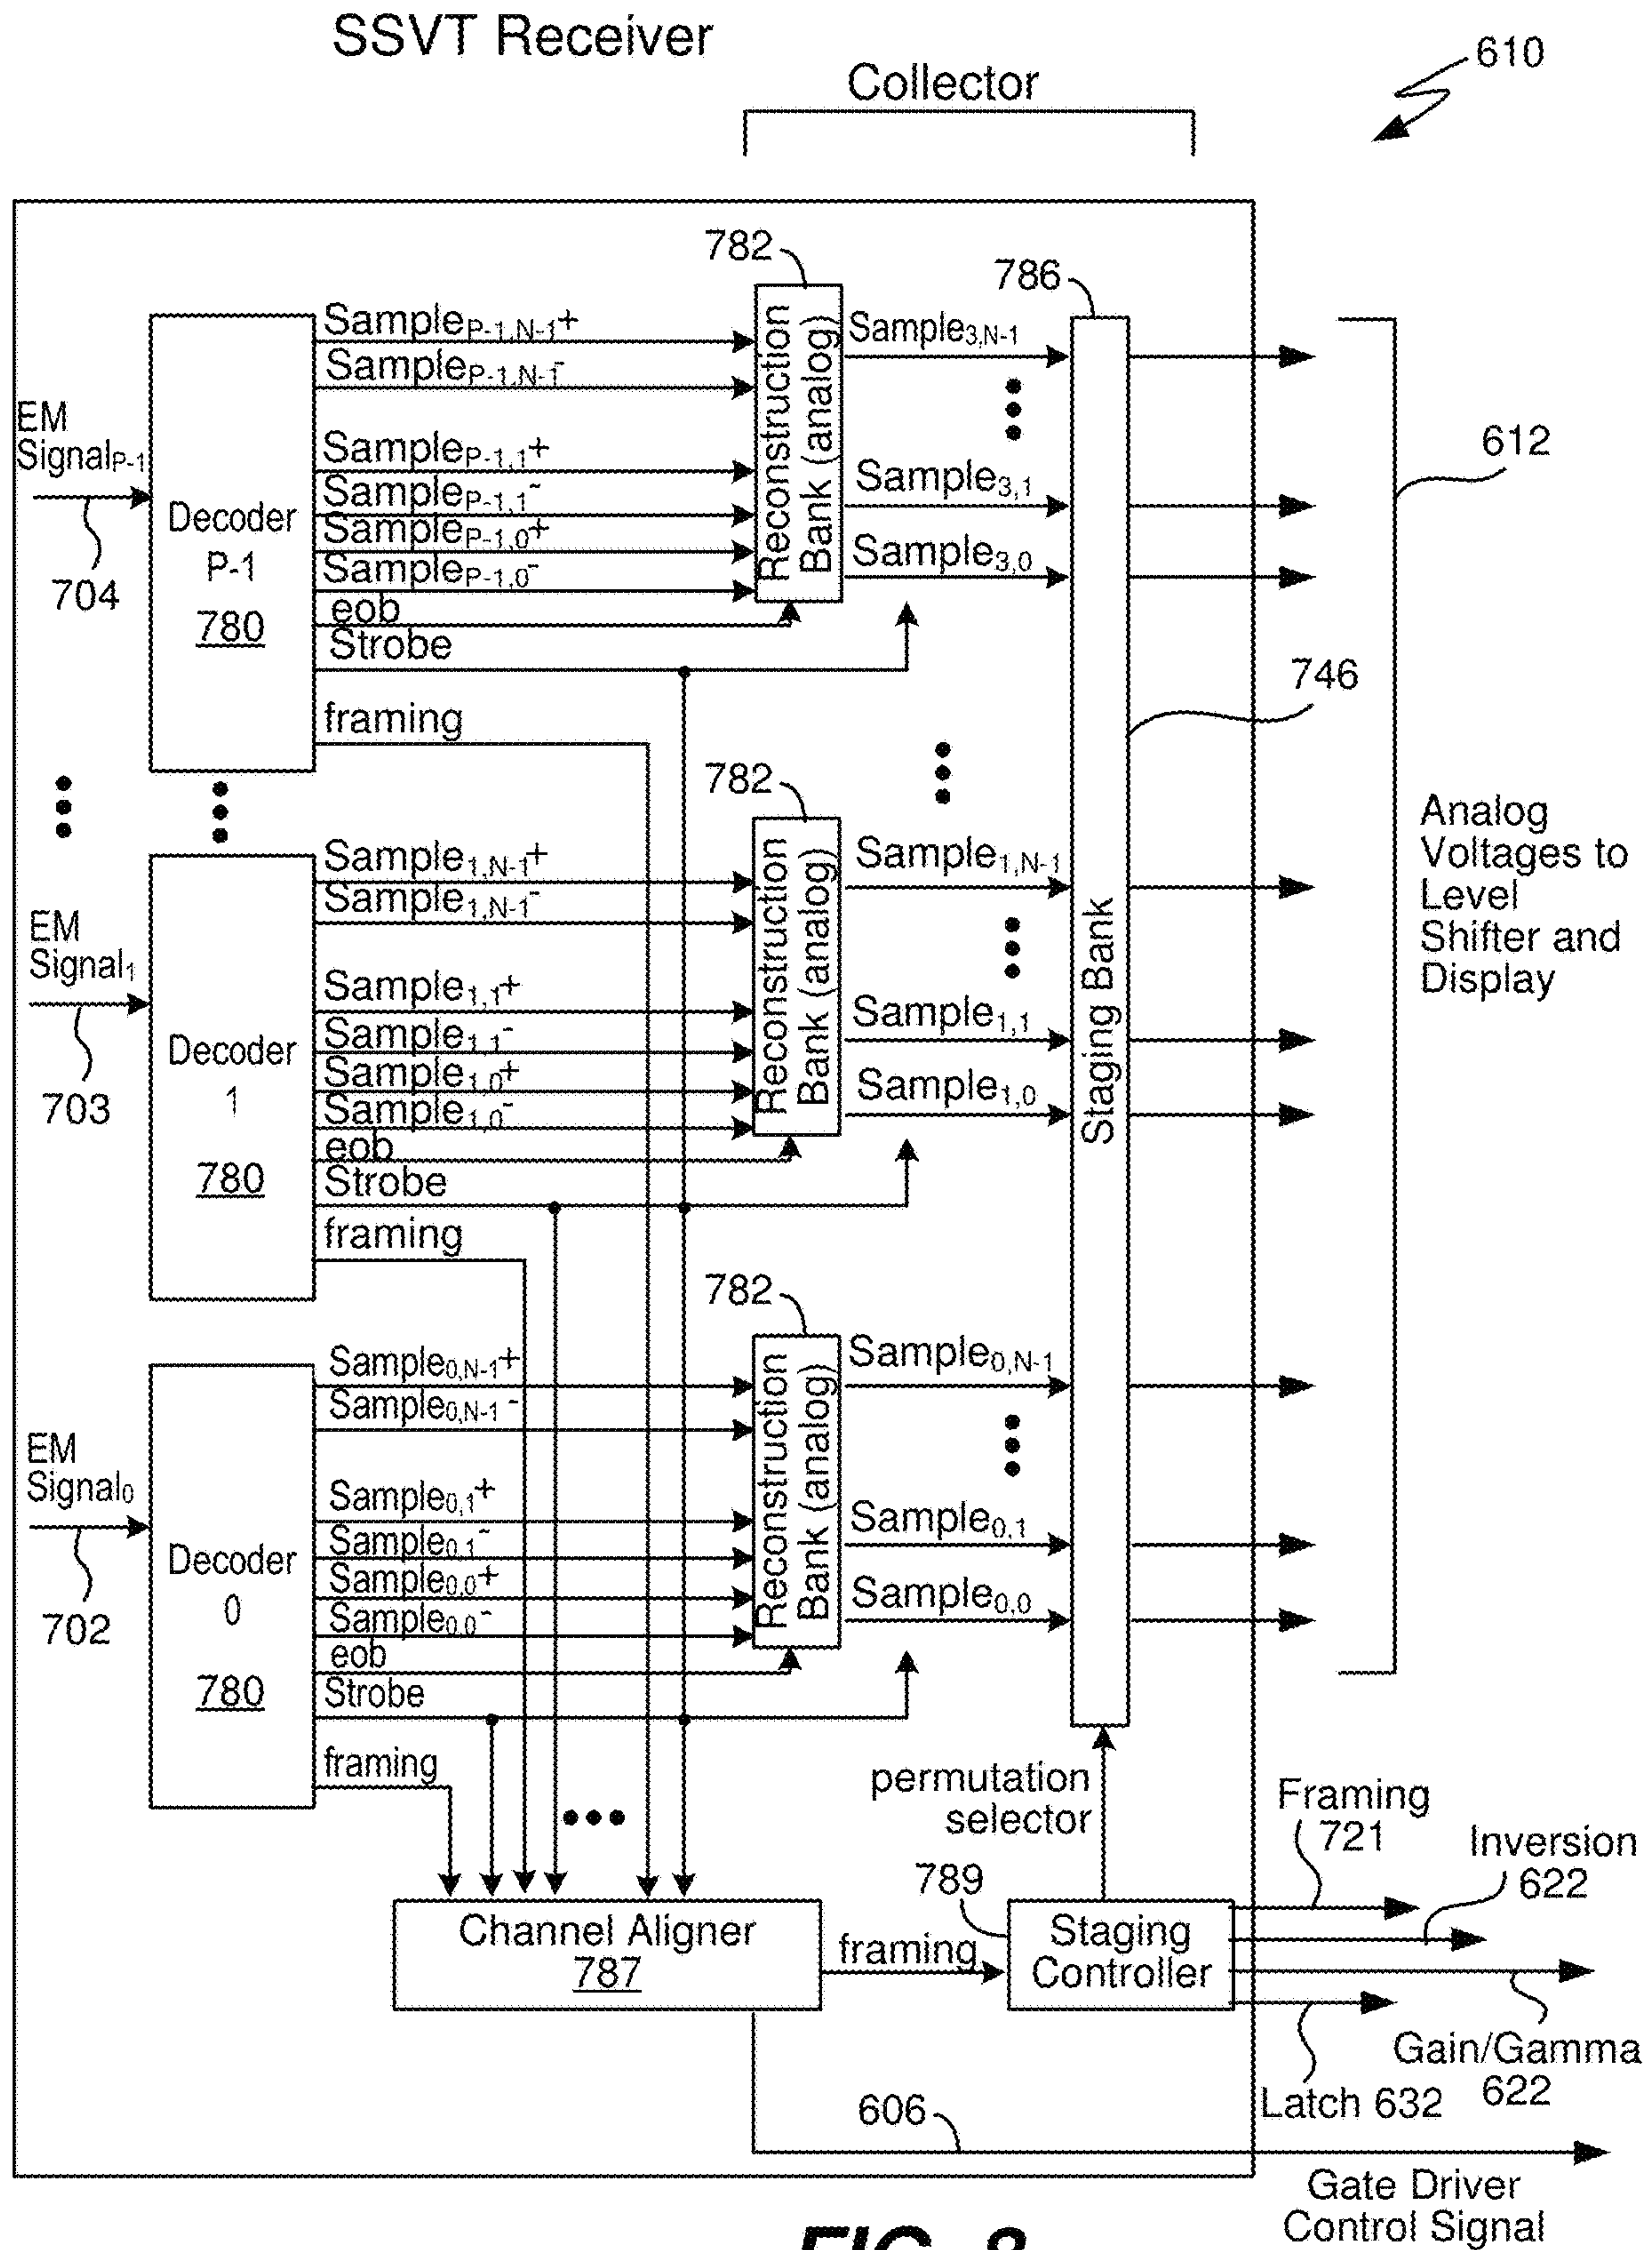 SSVT Receiver
610
Collector
782
786
Sample P-1,N-1 +
Sample P-1,N-1 -
Sample P-1,1 +
Sample P-1,1 -
Sample P-1,0 +
Sample P-1,0 -
eob
Strobe
framing
EM
Signal P-1
704
Decoder
P-1
780
Reconstruction
Bank (analog)
Sample 3,N-1
Sample 3,1
Sample 3,0
612
746
782
Sample 1,N-1 +
Sample 1,N-1 -
Sample 1,1 +
Sample 1,1 -
Sample 1,0 +
Sample 1,0 -
eob
Strobe
framing
EM
Signal 1
703
Decoder
1
780
Reconstruction
Bank (analog)
Sample 1,N-1
Sample 1,1
Sample 1,0
Staging Bank
Analog
Voltages to
Level
Shifter and
Display
782
Sample 0,N-1 +
Sample 0,N-1 -
Sample 0,1 +
Sample 0,1 -
Sample 0,0 +
Sample 0,0 -
eob
Strobe
framing
EM
Signal 0
702
Decoder
0
780
Reconstruction
Bank (analog)
Sample 0,N-1
Sample 0,1
Sample 0,0
permutation
selector
Channel Aligner
787
framing
789
Staging
Controller
Framing
721
Inversion
622
Gain/Gamma
622
Latch 632
606
Gate Driver
Control Signal
FIG. 8